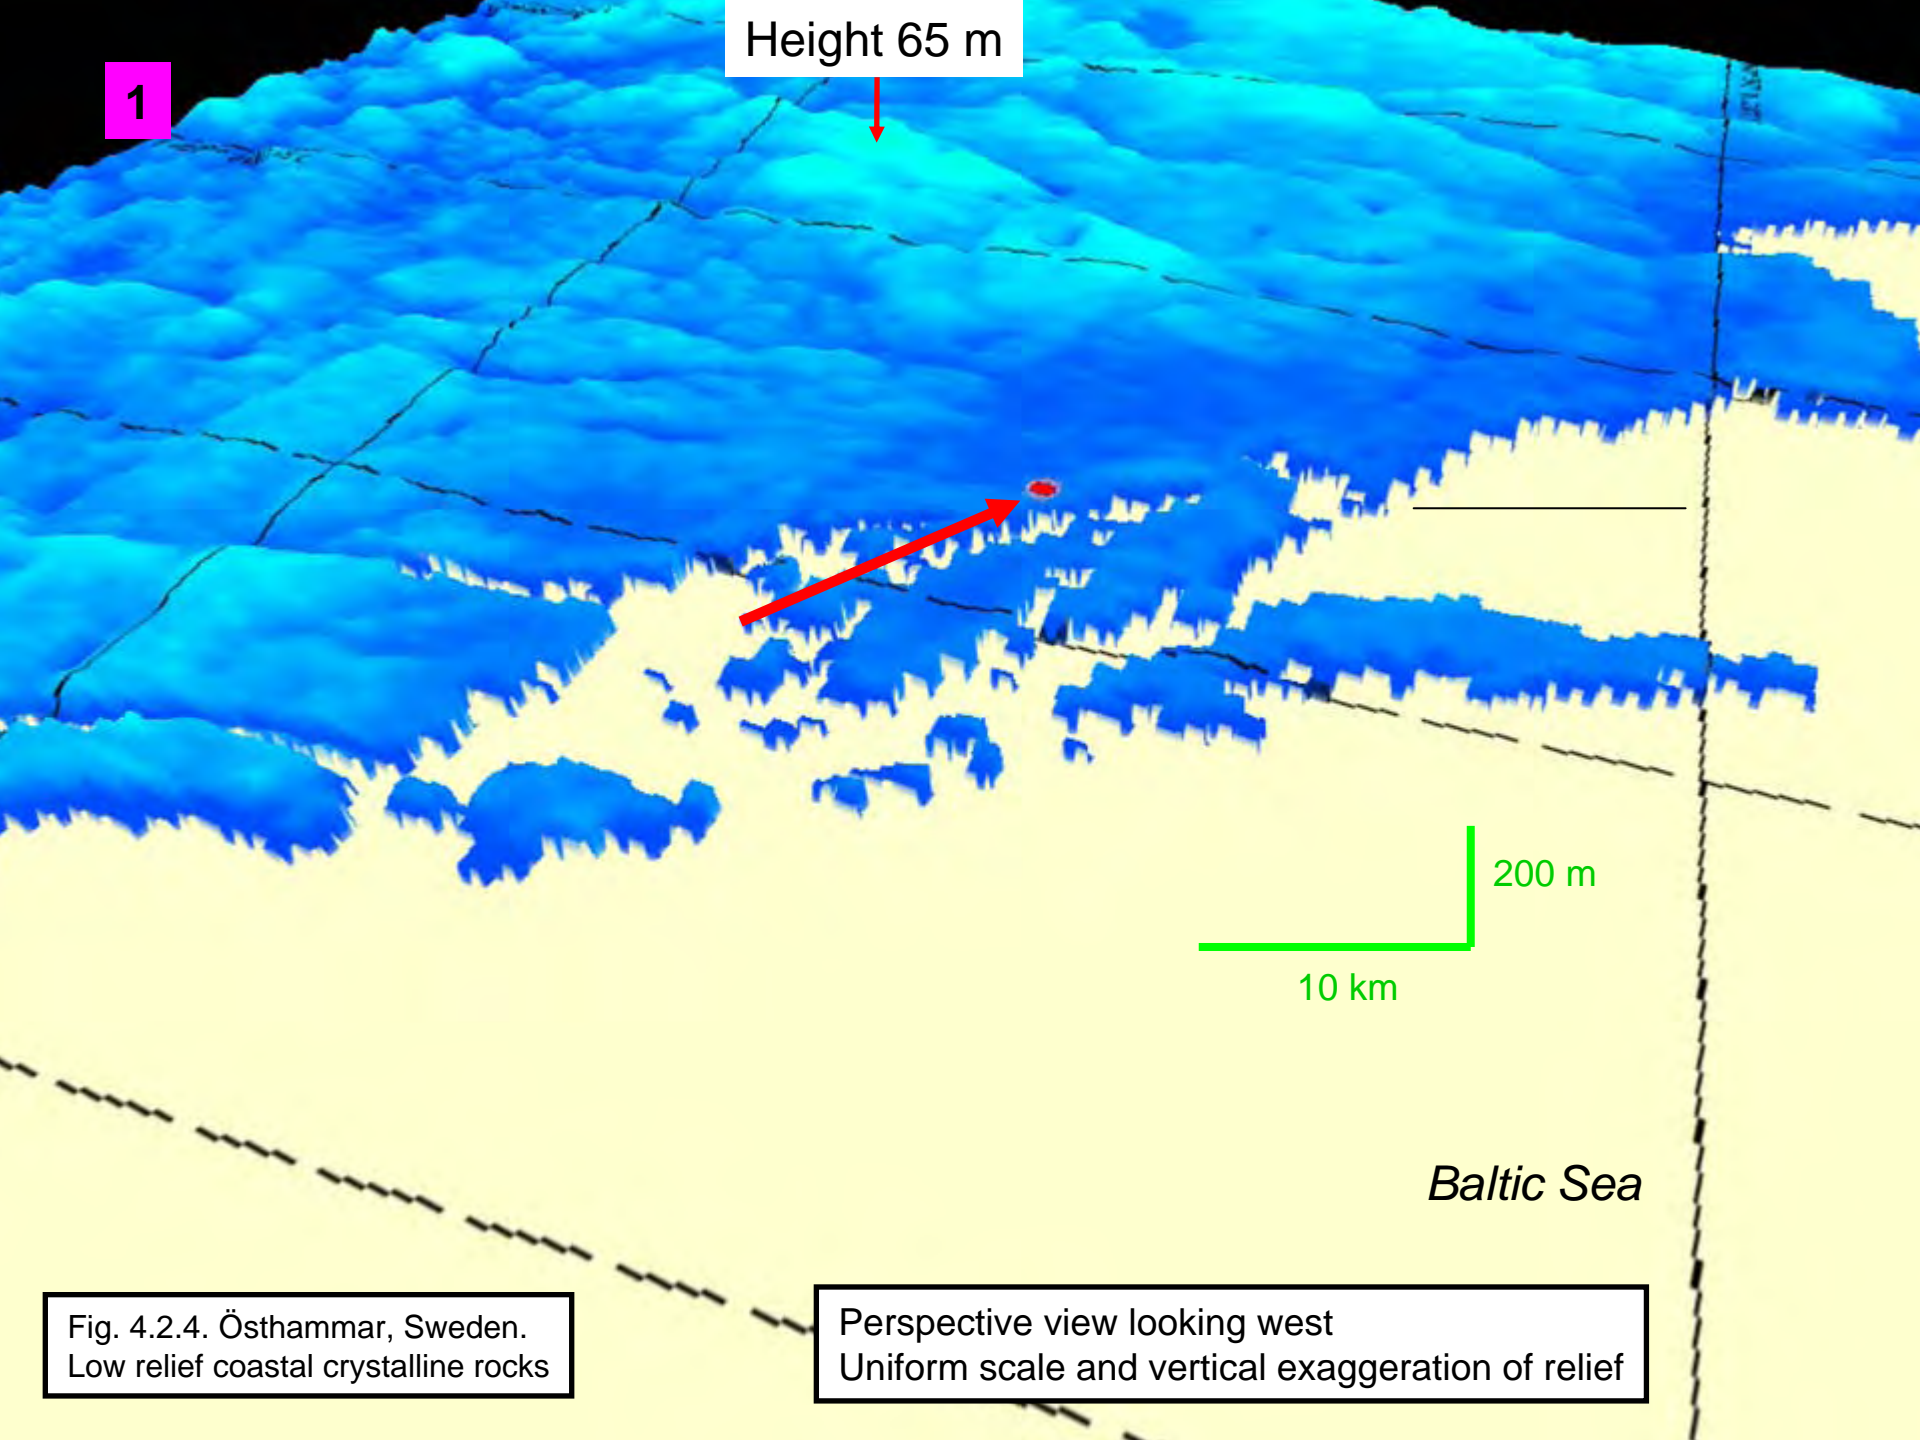 Height 65 m
1
200 m
10 km
Baltic Sea
Fig. 4.2.4. Östhammar, Sweden.
Low relief coastal crystalline rocks
Perspective view looking west
Uniform scale and vertical exaggeration of relief